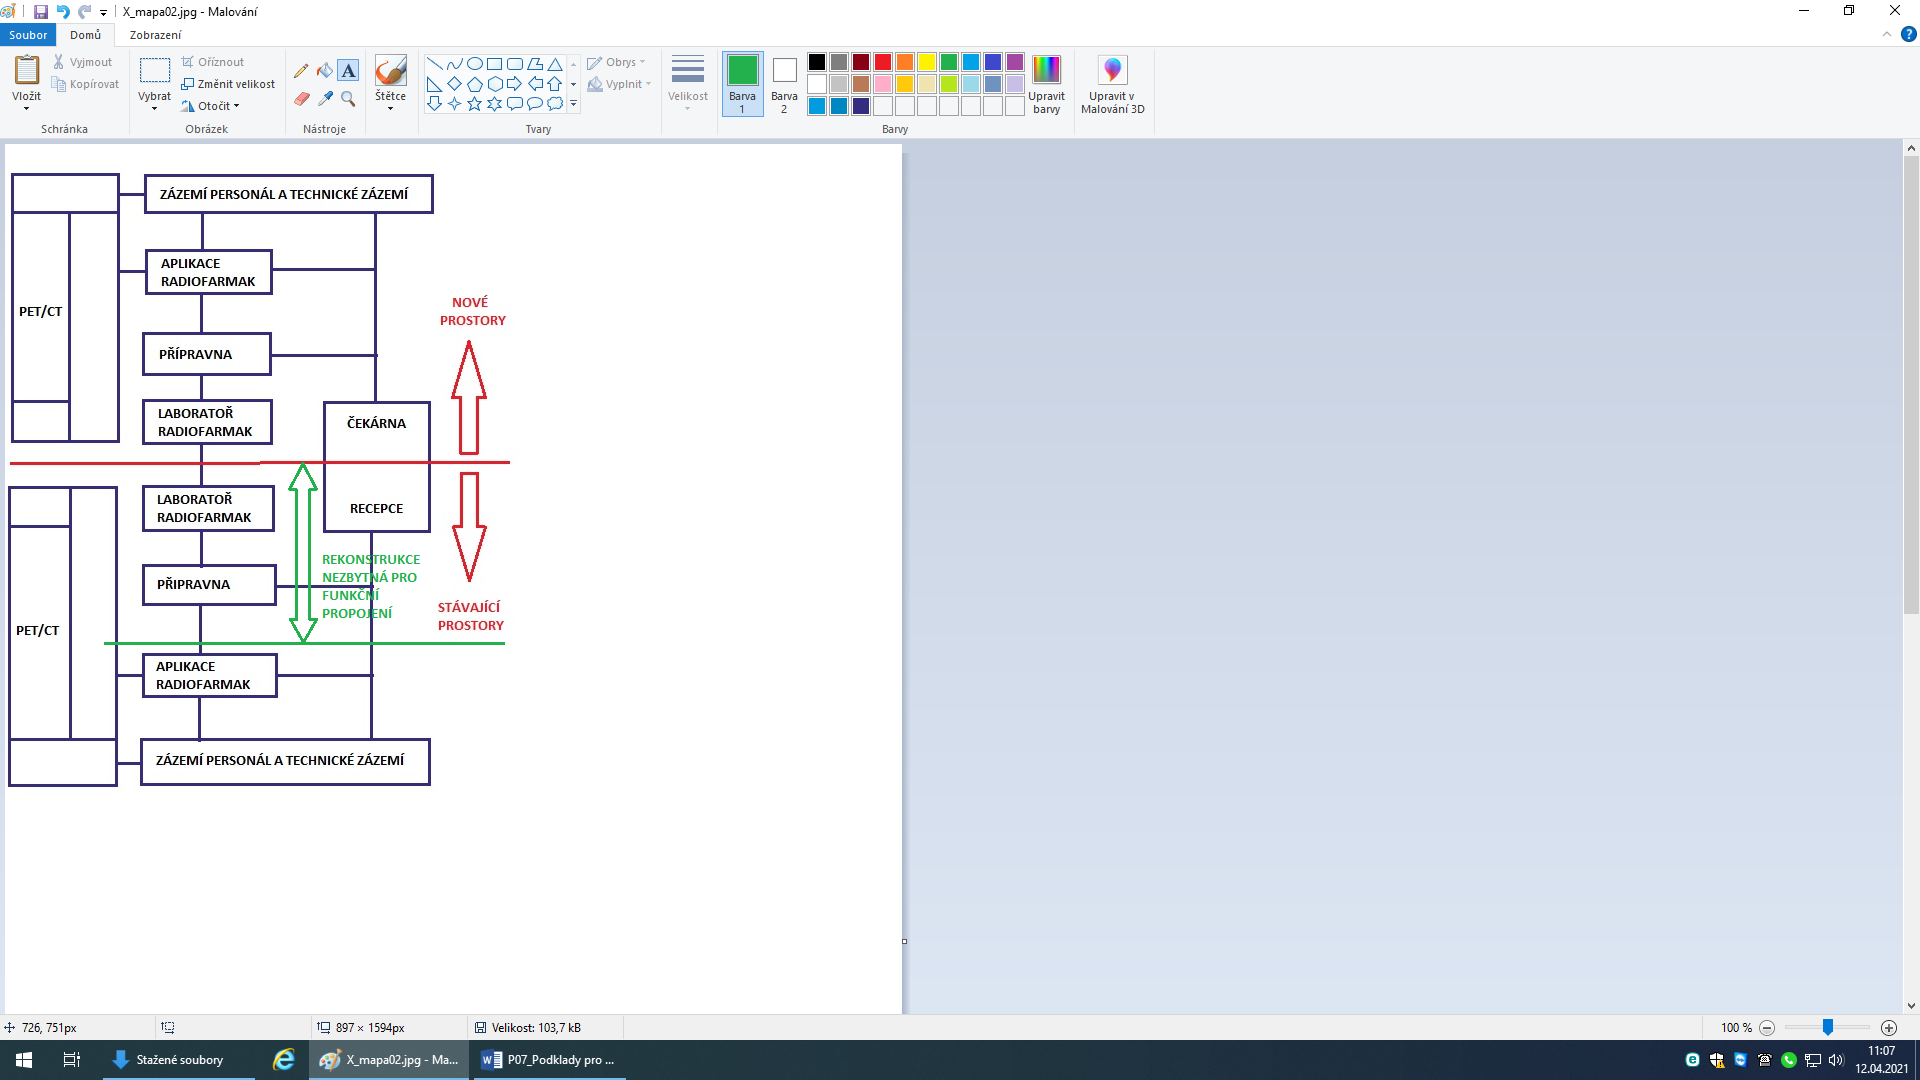 X_mapa02.jpg - Malování
Soubor
Domů
Zobrazení
Vložit
Vyjmout
Kopírovat
Schránka
Vybrat
Oříznout
Změnit velikost
Otočit
Obrázek
A
Nástroje
Štětce
Obrys
Vyplnit
Tvary
Velikost
Barva
1
Barva
2
Upravit
barvy
Barvy
Upravit v
Malování 3D
?
ZÁZEMÍ PERSONÁL A TECHNICKÉ ZÁZEMÍ
APLIKACE
RADIOFARMAK
PET/CT
NOVÉ
PROSTORY
PŘÍPRAVNA
LABORATOŘ
RADIOFARMAK
ČEKÁRNA
LABORATOŘ
RADIOFARMAK
RECEPCE
REKONSTRUKCE
NEZBYTNÁ PRO
FUNKČNÍ
PROPOJENÍ
PŘIPRAVNA
STÁVAJÍCÍ
PROSTORY
PET/CT
APLIKACE
RADIOFARMAK
ZÁZEMÍ PERSONÁL A TECHNICKÉ ZÁZEMÍ
726, 751px
897 × 1594px
Velikost: 103,7 kB
100 %
Stažené soubory
X_mapa02.jpg - Ma...
P07_Podklady pro ...
11:07
12.04.2021